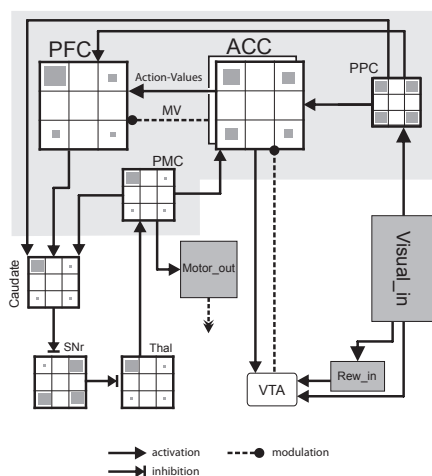 PFC
ACC
PPC
Action-Values
MV
PMC
Caudate
Motor_out
Visual_in
SNr
Thal
VTA
Rew_in
activation
modulation
inhibition